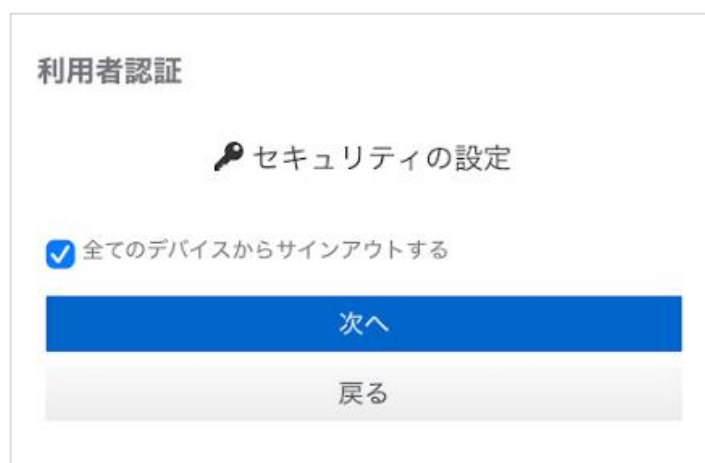 利用者認証
セキュリティの設定
全てのデバイスからサインアウトする
次へ
戻る